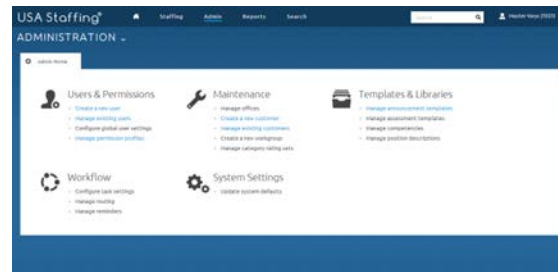 USA Staffing®
Staffing
Admin
Reports
Search
Search
ADMINISTRATION
Admin Home
Users & Permissions
Create a new user
Manage existing users
Configure global user settings
Manage permission profiles
Maintenance
Manage offices
Create a new customer
Manage existing customers
Create a new workgroup
Manage category rating sets
Templates & Libraries
Manage announcement templates
Manage assessment templates
Manage competencies
Manage position descriptions
Workflow
Configure task settings
Manage routing
Manage reminders
System Settings
Update system defaults